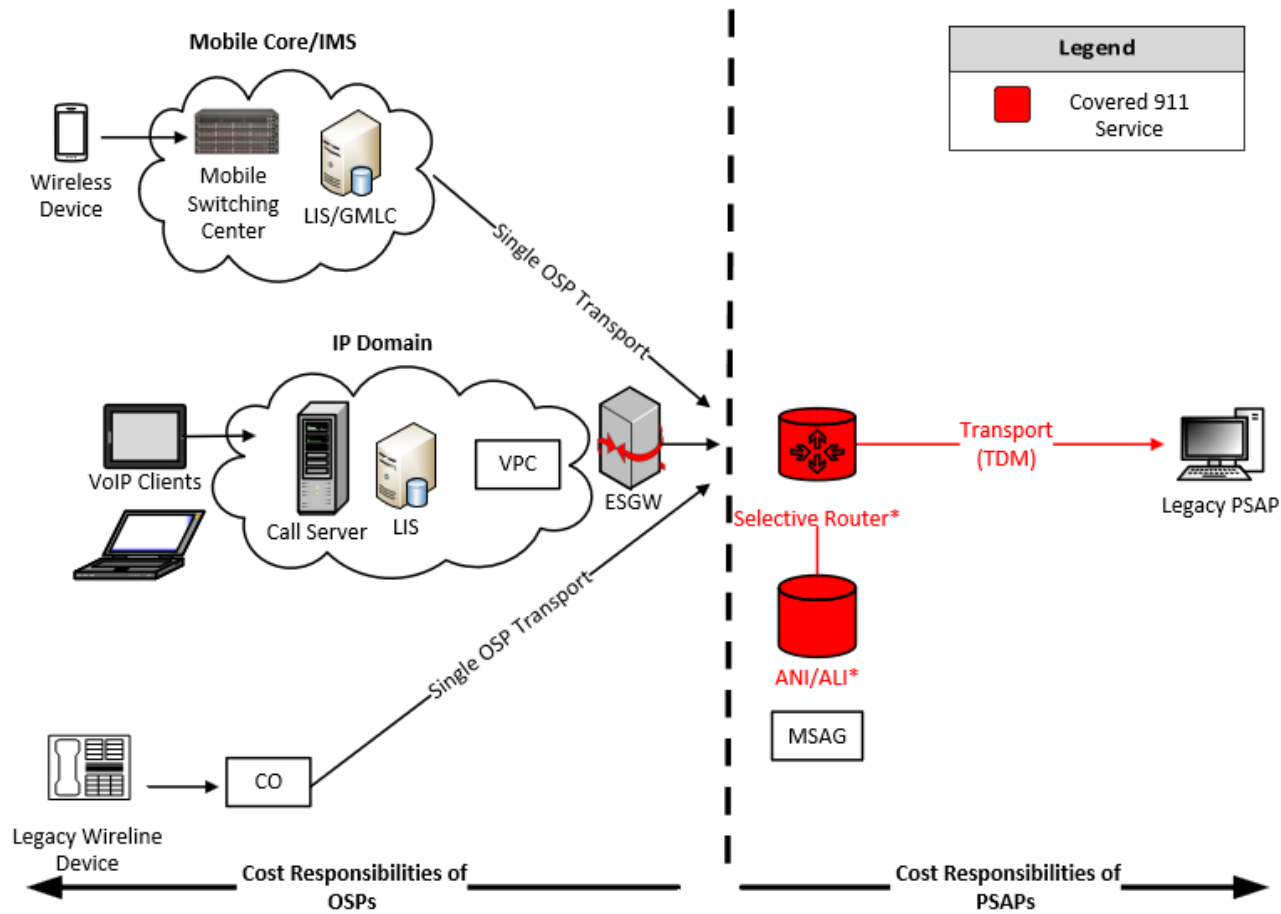 Mobile Core/IMS
Legend
Covered 911
Service
Wireless
Device
Mobile
Switching
Center
LIS/GMLC
Single OSP Transport
IP Domain
VoIP Clients
Call Server
LIS
VPC
ESGW
Transport
(TDM)
Legacy PSAP
Selective Router*
Single OSP Transport
ANI/ALI*
MSAG
CO
Legacy Wireline
Device
Cost Responsibilities of
OSPs
Cost Responsibilities of
PSAPs